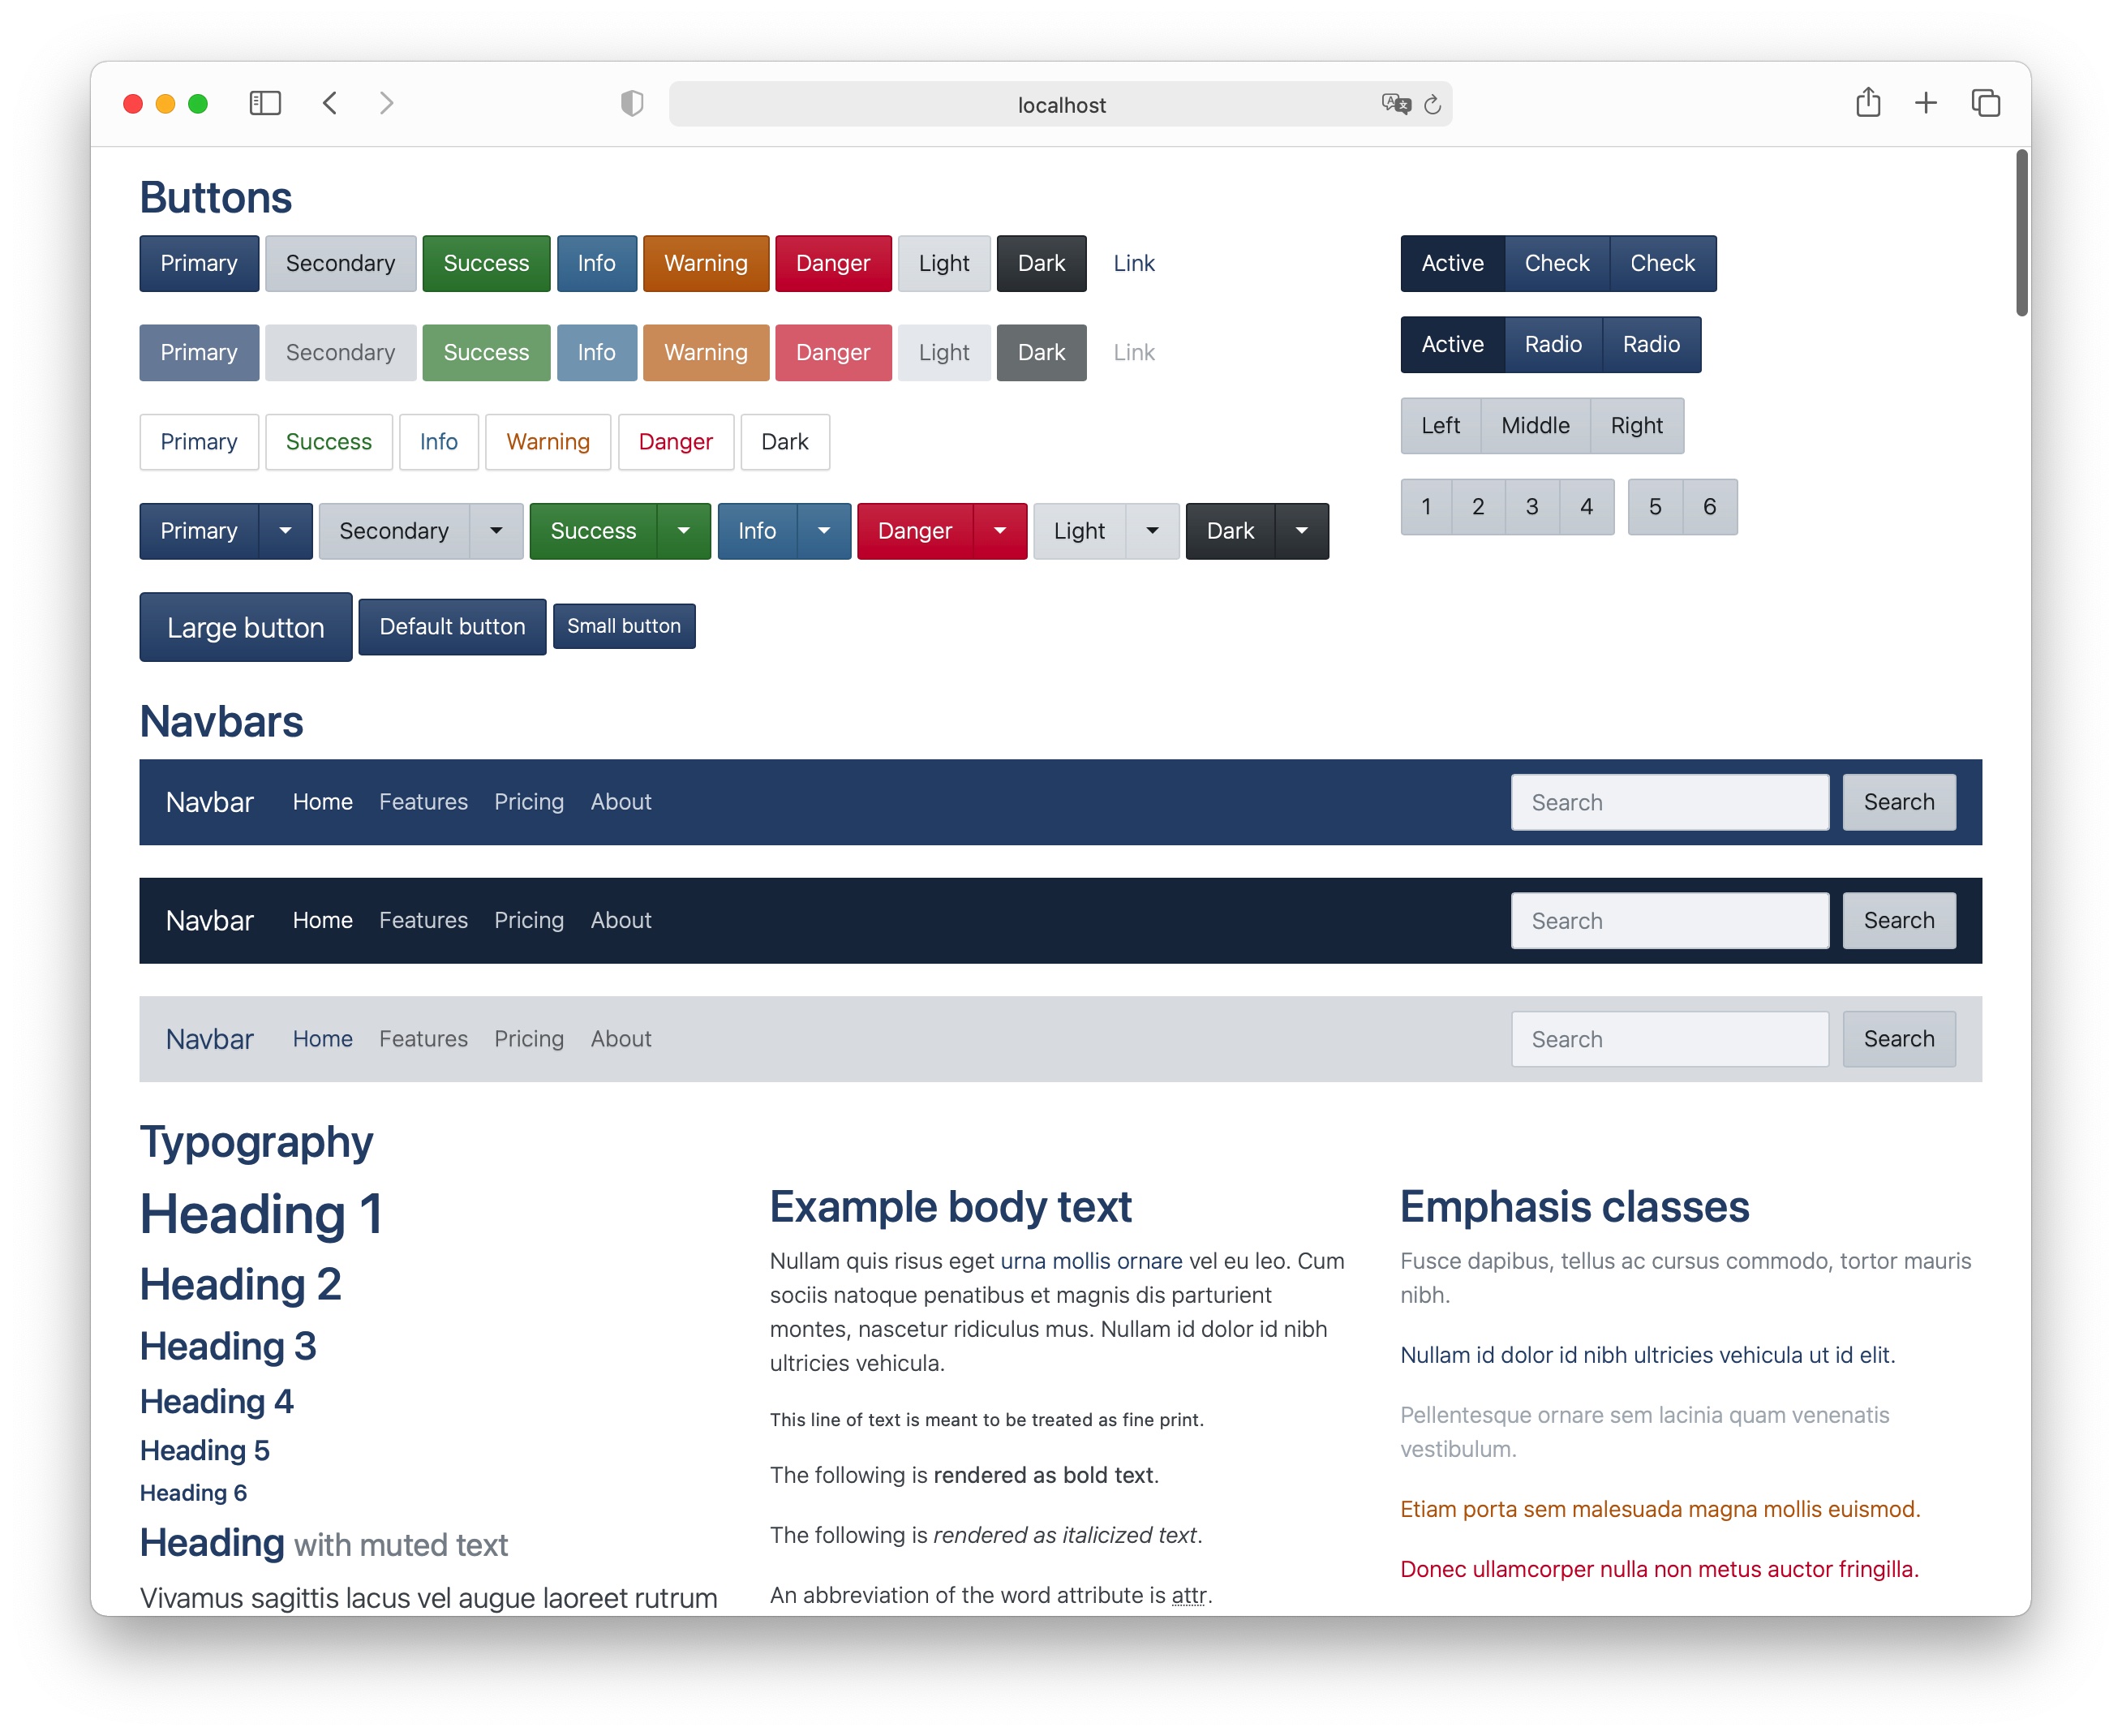 localhost
Buttons
Primary Secondary Success Info Warning Danger Light Dark Link
Primary Secondary Success Info Warning Danger Light Dark Link
Primary Success Info Warning Danger Dark
Primary Secondary Success Info Danger Light Dark
Large button Default button Small button
Active Check Check
Active Radio Radio
Left Middle Right
1 2 3 4 5 6
Navbars
Navbar Home Features Pricing About Search Search
Navbar Home Features Pricing About Search Search
Navbar Home Features Pricing About Search Search
Typography
Heading 1
Heading 2
Heading 3
Heading 4
Heading 5
Heading 6
Heading with muted text
Vivamus sagittis lacus vel augue laoreet rutrum
Example body text
Nullam quis risus eget urna mollis ornare vel eu leo. Cum
sociis natoque penatibus et magnis dis parturient
montes, nascetur ridiculus mus. Nullam id dolor id nibh
ultricies vehicula.
This line of text is meant to be treated as fine print.
The following is rendered as bold text.
The following is rendered as italicized text.
An abbreviation of the word attribute is attr.
Emphasis classes
Fusce dapibus, tellus ac cursus commodo, tortor mauris
nibh.
Nullam id dolor id nibh ultricies vehicula ut id elit.
Pellentesque ornare sem lacinia quam venenatis
vestibulum.
Etiam porta sem malesuada magna mollis euismod.
Donec ullamcorper nulla non metus auctor fringilla.